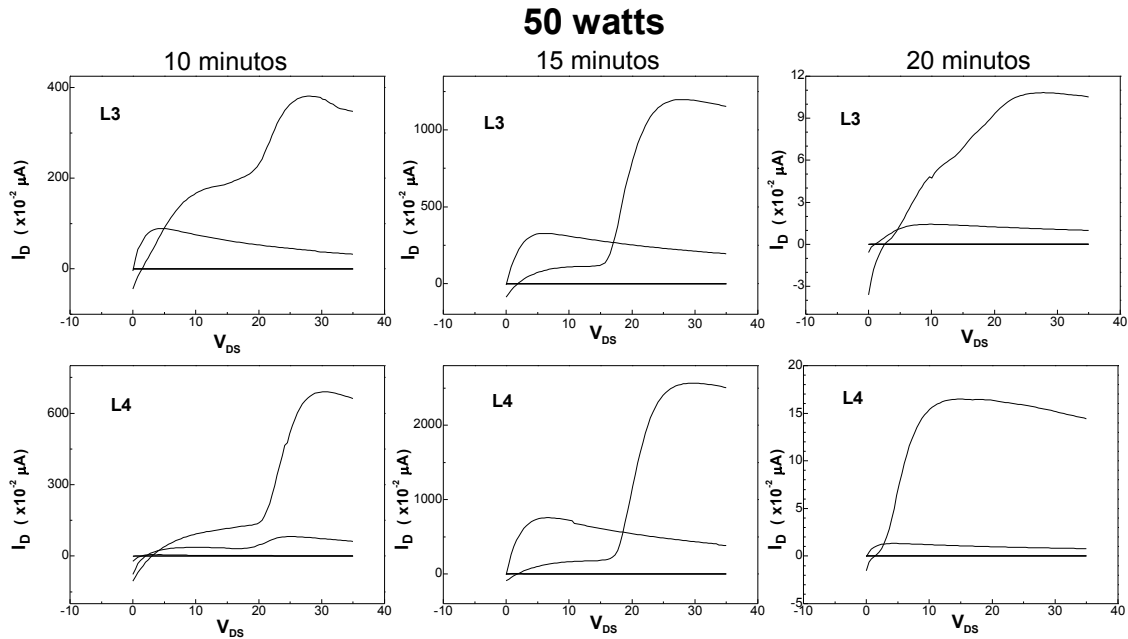 50 watts
10 minutos
15 minutos
20 minutos
L3
I_D ( x10⁻² µA)
400
200
0
-10 0 10 20 30 40
V_DS
L3
I_D ( x10⁻² µA)
1000
500
0
-10 0 10 20 30 40
V_DS
L3
I_D ( x10⁻² µA)
12
9
6
3
0
-3
-10 0 10 20 30 40
V_DS
L4
I_D ( x10⁻² µA)
600
300
0
-10 0 10 20 30 40
V_DS
L4
I_D ( x10⁻² µA)
2000
1000
0
-10 0 10 20 30 40
V_DS
L4
I_D ( x10⁻² µA)
20
15
10
5
0
-5
-10 0 10 20 30 40
V_DS